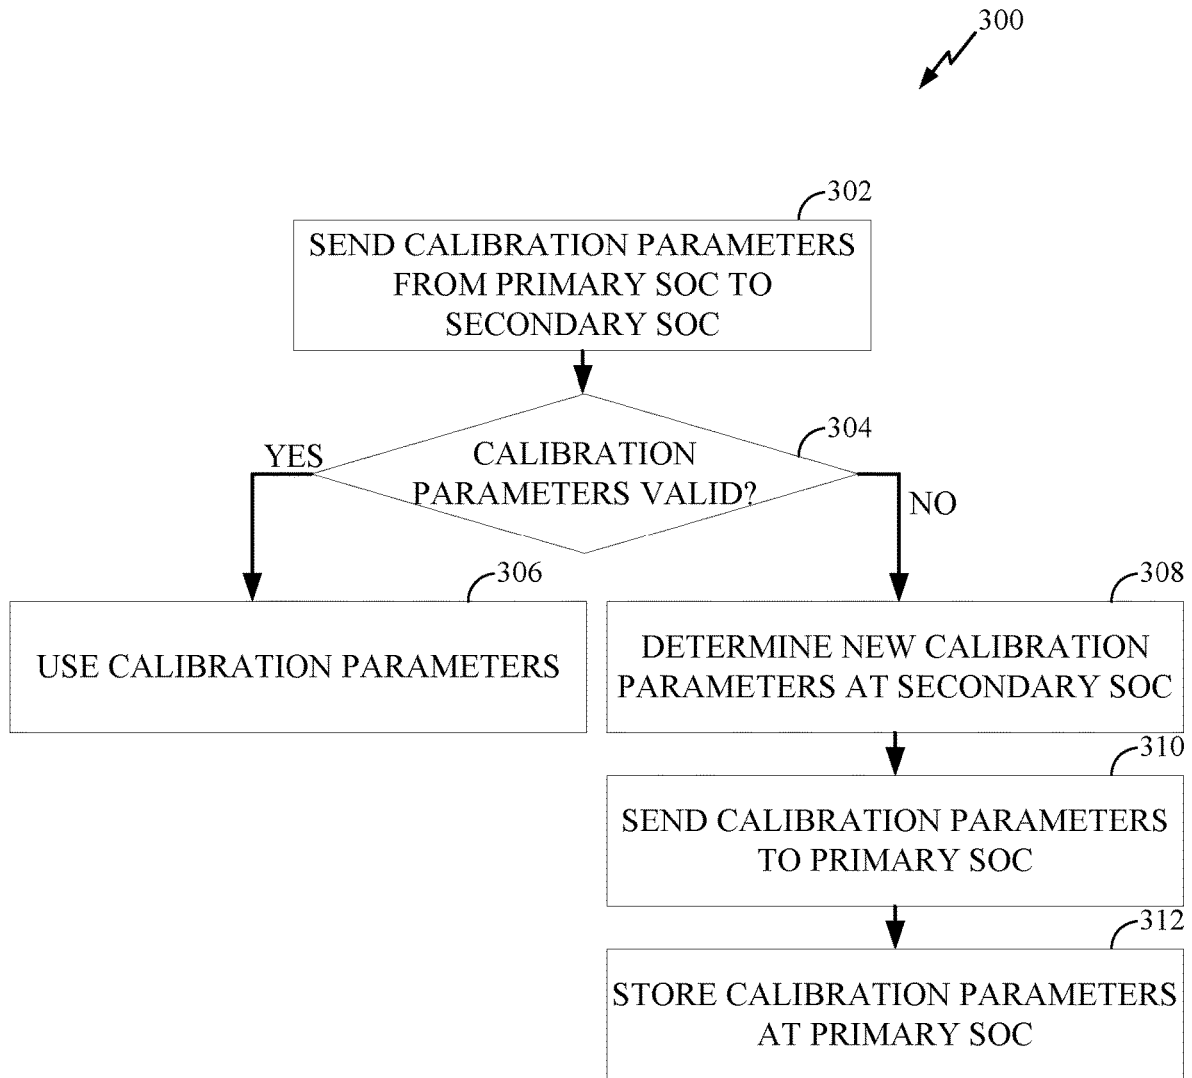 300
302
SEND CALIBRATION PARAMETERS
FROM PRIMARY SOC TO
SECONDARY SOC
304
CALIBRATION
PARAMETERS VALID?
YES
NO
306
USE CALIBRATION PARAMETERS
308
DETERMINE NEW CALIBRATION
PARAMETERS AT SECONDARY SOC
310
SEND CALIBRATION PARAMETERS
TO PRIMARY SOC
312
STORE CALIBRATION PARAMETERS
AT PRIMARY SOC